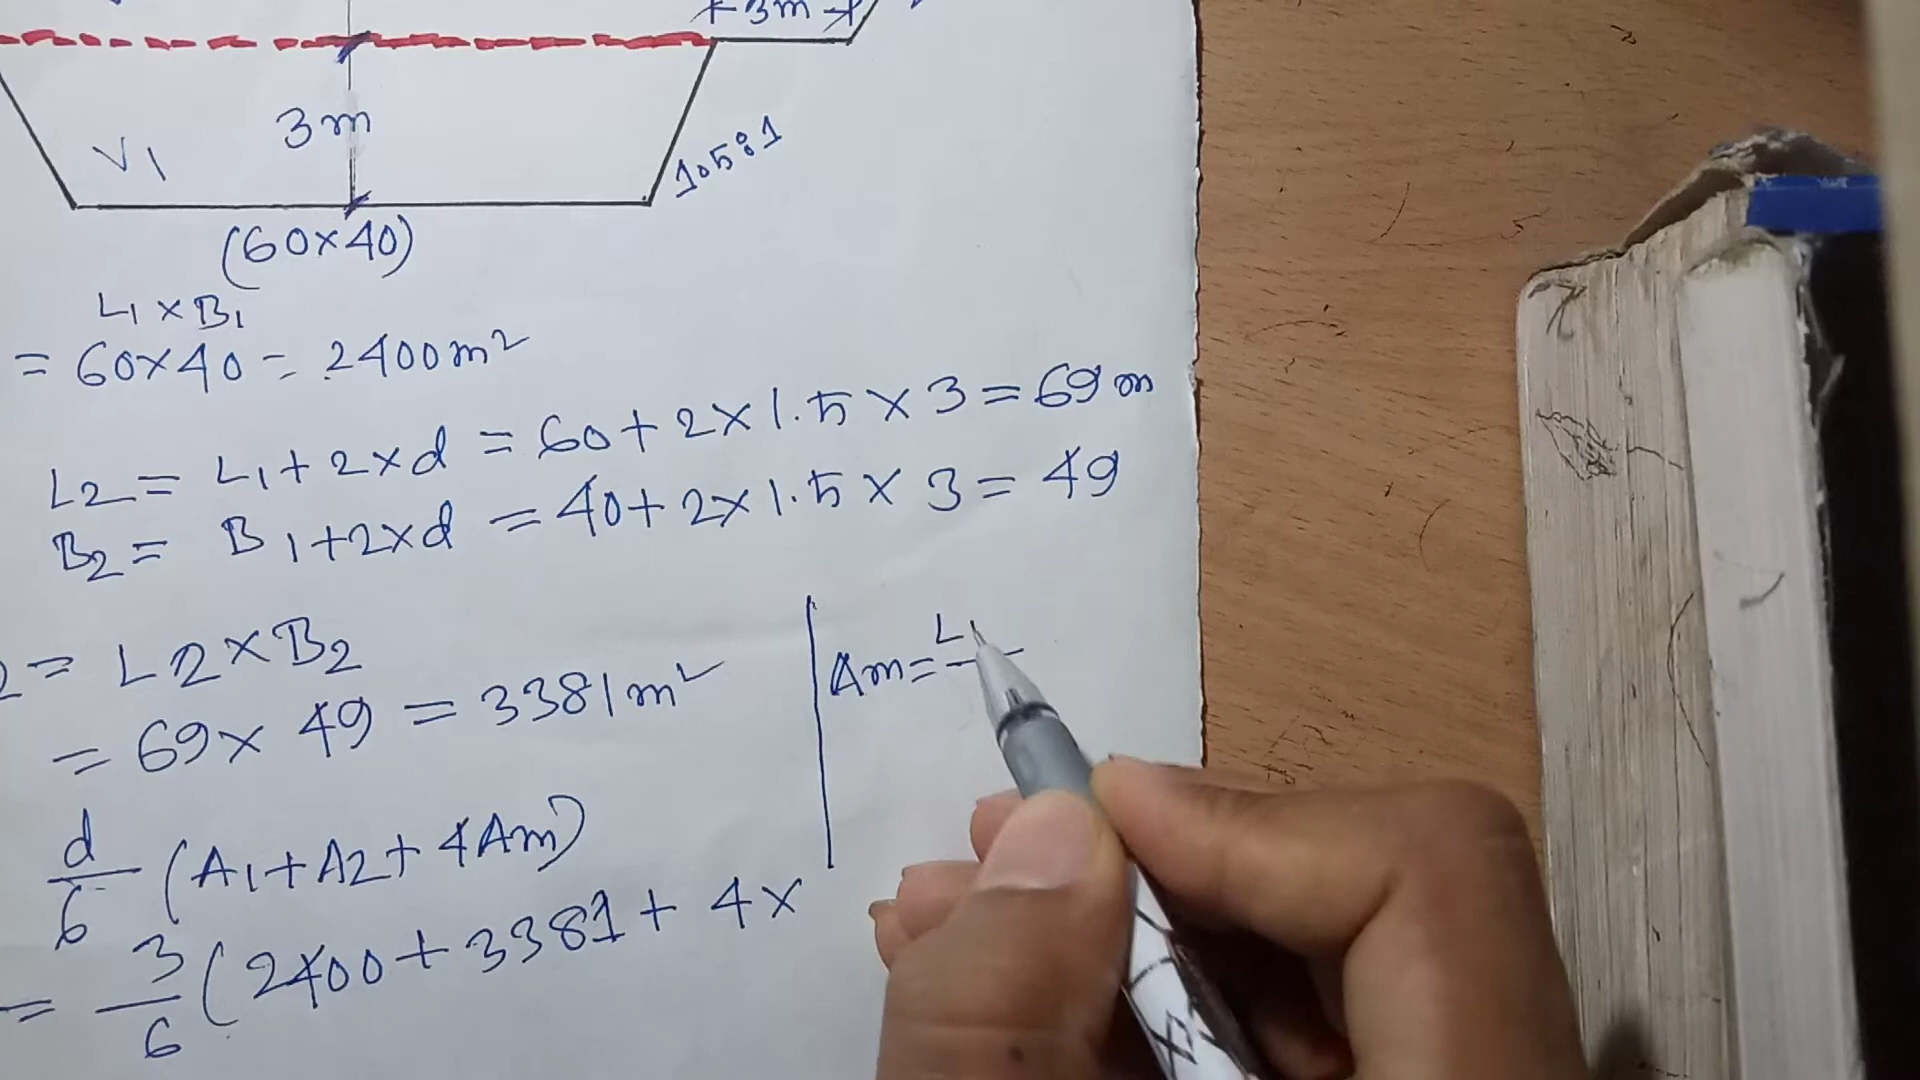 3m
3m
V1
1.5:1
(60×40)
L1 × B1
= 60×40 = 2400m²
L2 = L1 + 2×d = 60 + 2×1.5 × 3 = 69m
B2 = B1 + 2×d = 40 + 2×1.5 × 3 = 49
2 = L2×B2
= 69× 49 = 3381m²
Am = L1
d/6 (A1 + A2 + 4Am)
= 3/6 (2400 + 3381 + 4×